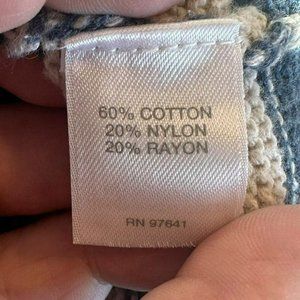 60% COTTON
20% NYLON
20% RAYON
RN 97641